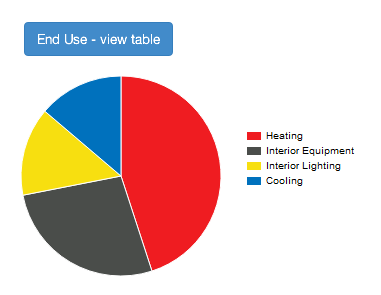 End Use - view table
Heating
Interior Equipment
Interior Lighting
Cooling